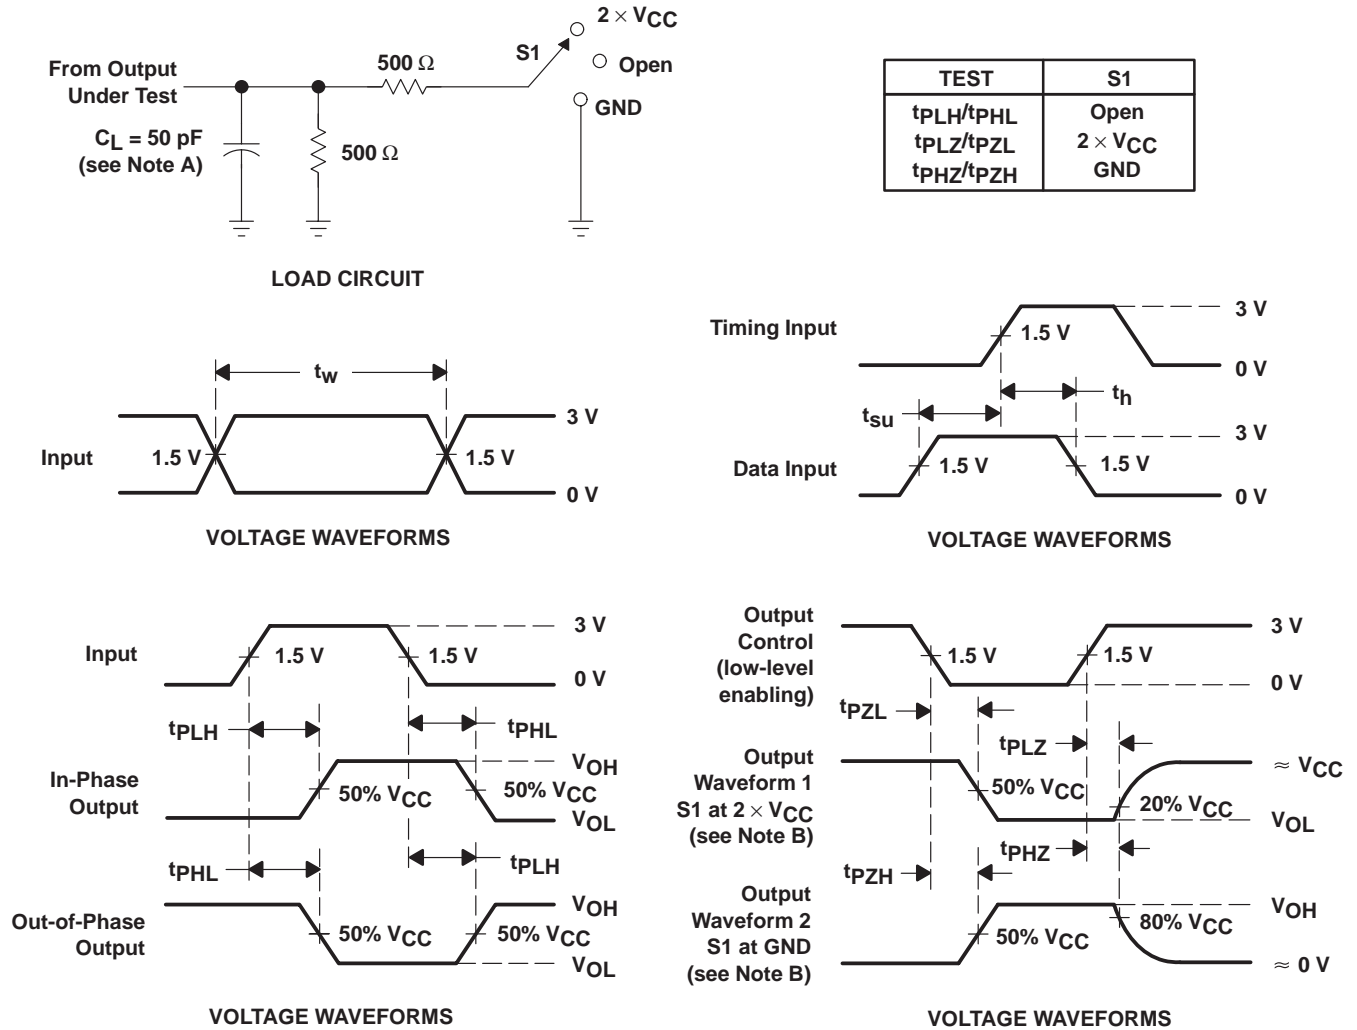 2 × VCC
S1
500 Ω
Open
From Output
Under Test
GND
CL = 50 pF
(see Note A)
500 Ω
LOAD CIRCUIT
TEST S1
tPLH/tPHL Open
tPLZ/tPZL 2 × VCC
tPHZ/tPZH GND
tw
3 V
Input
1.5 V
1.5 V
0 V
VOLTAGE WAVEFORMS
3 V
Timing Input
1.5 V
0 V
th
tsu
3 V
Data Input
1.5 V
1.5 V
0 V
VOLTAGE WAVEFORMS
3 V
Input
1.5 V
1.5 V
0 V
tPLH
tPHL
VOH
In-Phase
Output
50% VCC
50% VCC
VOL
tPHL
tPLH
VOH
Out-of-Phase
Output
50% VCC
50% VCC
VOL
VOLTAGE WAVEFORMS
Output
Control
(low-level
enabling)
3 V
1.5 V
1.5 V
0 V
tPZL
tPLZ
Output
Waveform 1
S1 at 2 × VCC
(see Note B)
≈ VCC
50% VCC
20% VCC
VOL
tPHZ
tPZH
Output
Waveform 2
S1 at GND
(see Note B)
VOH
50% VCC
80% VCC
≈ 0 V
VOLTAGE WAVEFORMS